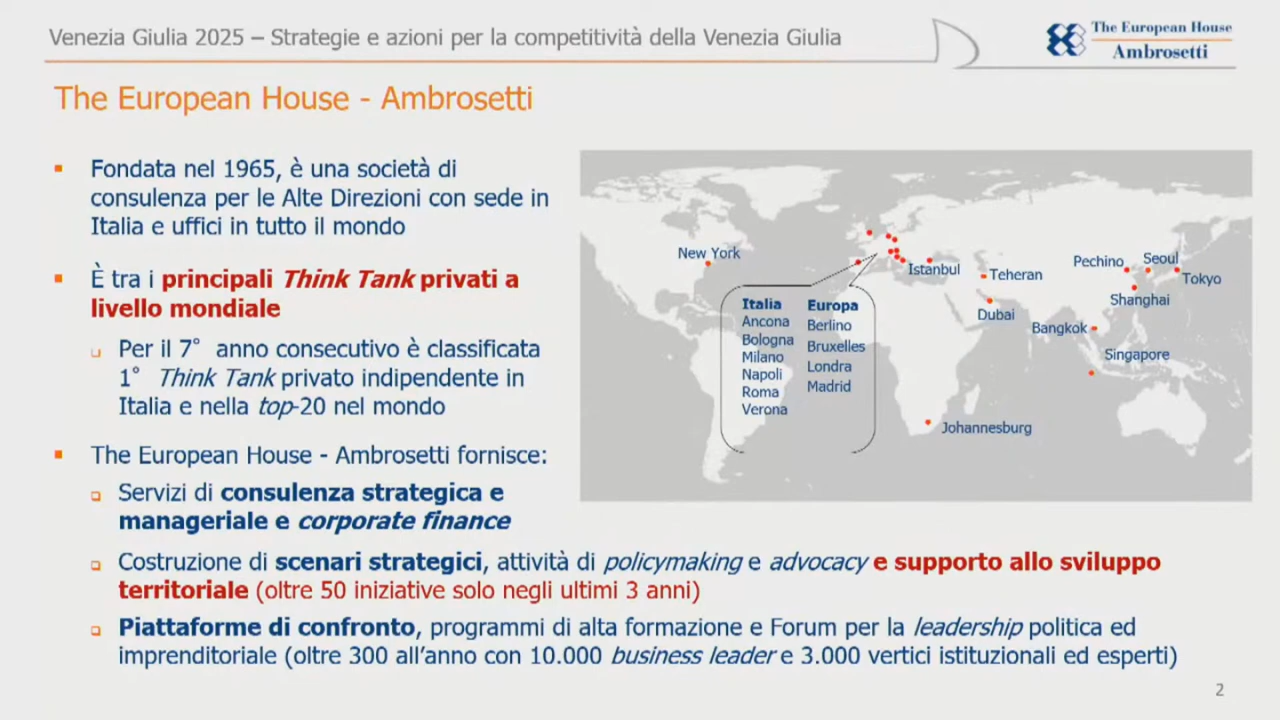 Venezia Giulia 2025 – Strategie e azioni per la competitività della Venezia Giulia
The European House
Ambrosetti
The European House - Ambrosetti
Fondata nel 1965, è una società di
consulenza per le Alte Direzioni con sede in
Italia e uffici in tutto il mondo
È tra i principali Think Tank privati a
livello mondiale
Per il 7° anno consecutivo è classificata
1° Think Tank privato indipendente in
Italia e nella top-20 nel mondo
The European House - Ambrosetti fornisce:
Servizi di consulenza strategica e
manageriale e corporate finance
Costruzione di scenari strategici, attività di policymaking e advocacy e supporto allo sviluppo
territoriale (oltre 50 iniziative solo negli ultimi 3 anni)
Piattaforme di confronto, programmi di alta formazione e Forum per la leadership politica ed
imprenditoriale (oltre 300 all'anno con 10.000 business leader e 3.000 vertici istituzionali ed esperti)
New York
Istanbul
Teheran
Dubai
Pechino
Seoul
Tokyo
Shanghai
Bangkok
Singapore
Johannesburg
Italia
Ancona
Bologna
Milano
Napoli
Roma
Verona
Europa
Berlino
Bruxelles
Londra
Madrid
2